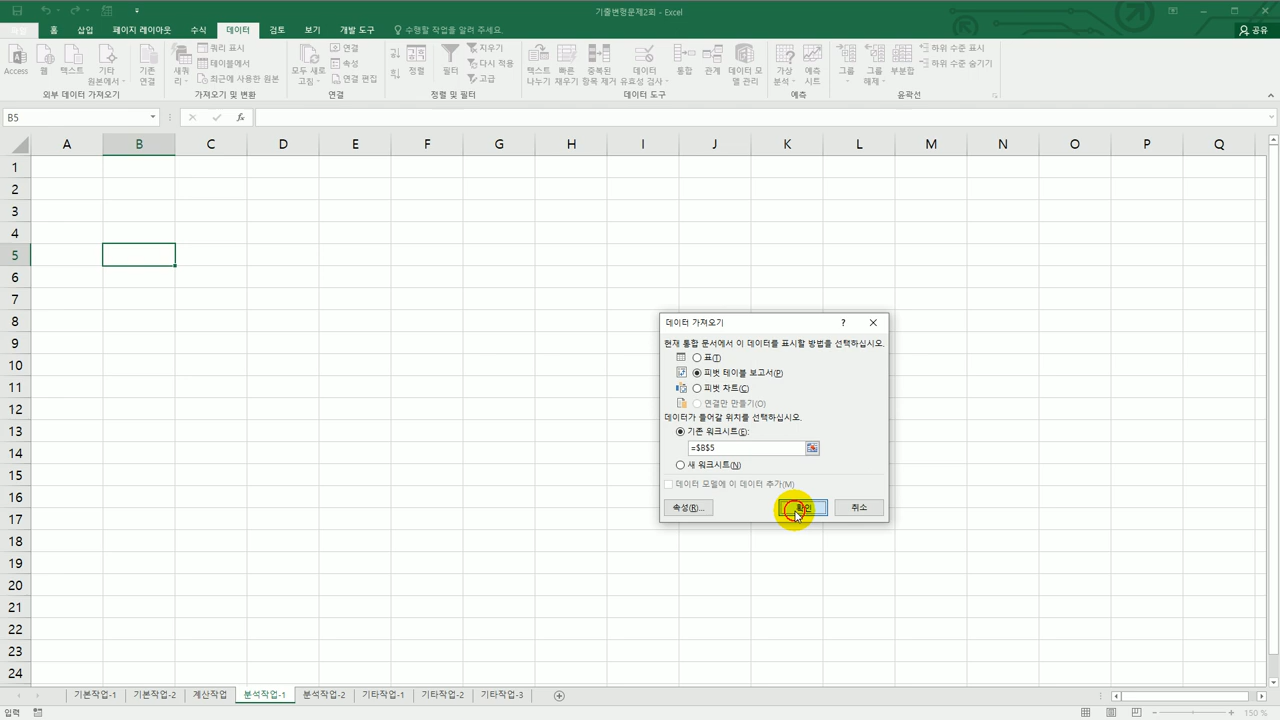 기출변형문제2회 - Excel
홈 삽입 페이지 레이아웃 수식 데이터 검토 보기 개발 도구 수행할 작업을 알려 주세요. 공유
Access 웹 텍스트 기타 원본에서 기존 연결 새 쿼리 쿼리 표시 테이블에서 최근에 사용한 원본 모두 새로 고침 연결 속성 연결 편집 정렬 필터 지우기 다시 적용 고급 텍스트 나누기 빠른 채우기 중복된 항목 제거 데이터 유효성 검사 통합 관계 데이터 모델 관리 가상 분석 예측 시트 그룹 그룹 해제 부분합 하위 수준 표시 하위 수준 숨기기
외부 데이터 가져오기 가져오기 및 변환 연결 정렬 및 필터 데이터 도구 예측 윤곽선
B5 fx
A B C D E F G H I J K L M N O P Q
1
2
3
4
5
6
7
8
9
10
11
12
13
14
15
16
17
18
19
20
21
22
23
24
데이터 가져오기 ?
현재 통합 문서에서 이 데이터를 표시할 방법을 선택하십시오.
표(T)
피벗 테이블 보고서(P)
피벗 차트(C)
연결만 만들기(O)
데이터가 들어갈 위치를 선택하십시오.
기존 워크시트(E):
=$B$5
새 워크시트(N)
데이터 모델에 이 데이터 추가(M)
속성(R)... 확인 취소
기본작업-1 기본작업-2 계산작업 분석작업-1 분석작업-2 기타작업-1 기타작업-2 기타작업-3
입력 150 %